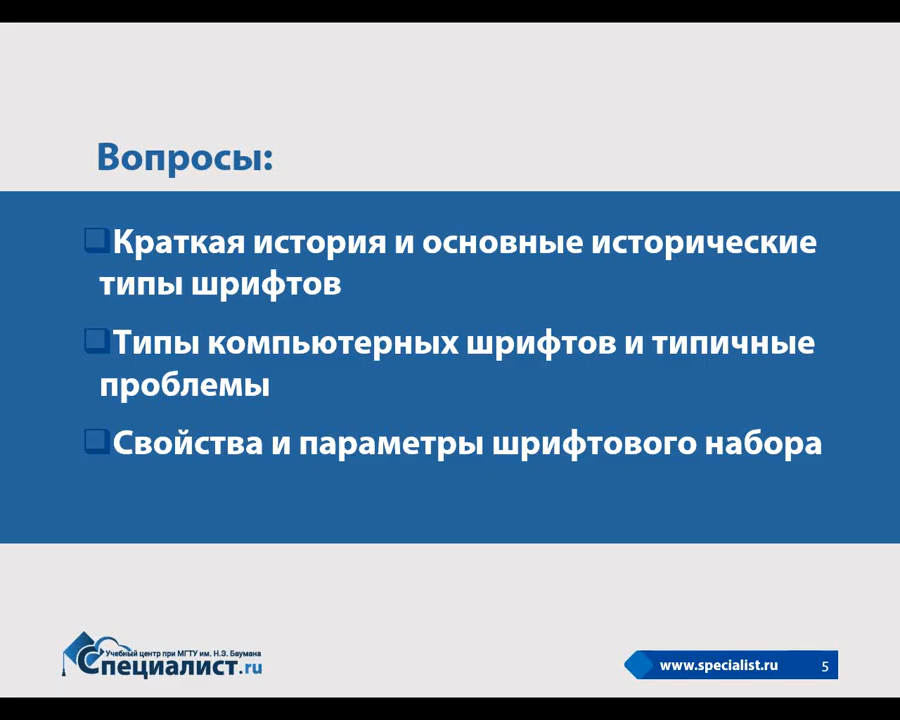 Вопросы:
Краткая история и основные исторические
типы шрифтов
Типы компьютерных шрифтов и типичные
проблемы
Свойства и параметры шрифтового набора
Учебный центр при МГТУ им. Н.Э. Баумана
Специалист.ru
www.specialist.ru 5